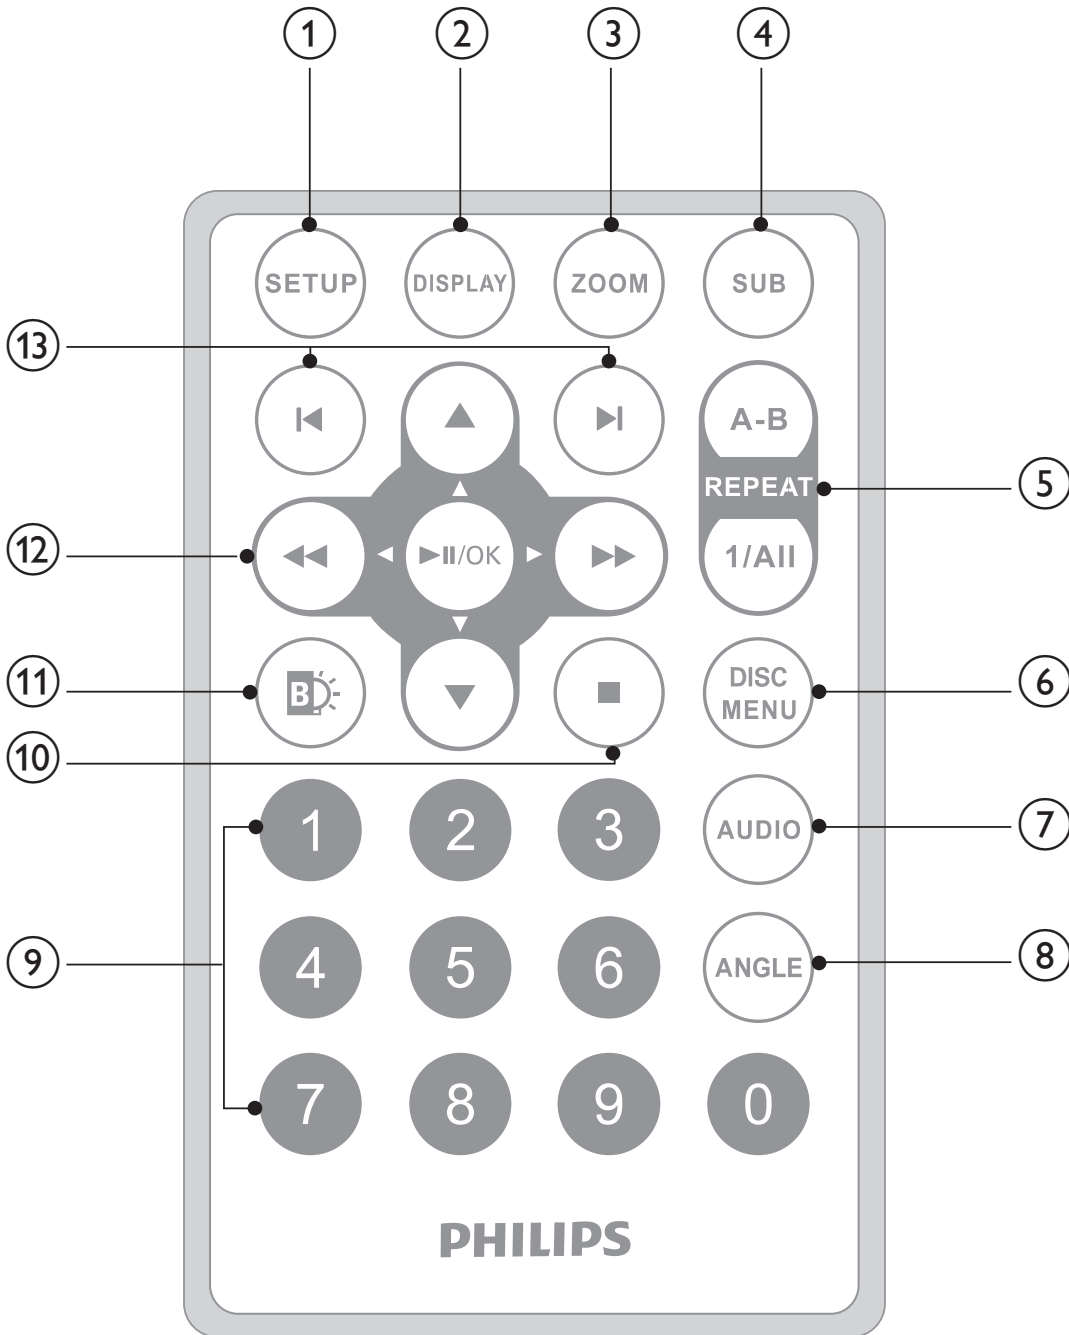 1 2 3 4
SETUP DISPLAY ZOOM SUB
13
A-B
REPEAT 5
12 /OK 1/All
11 B DISC MENU 6
10
1 2 3 AUDIO 7
9 4 5 6 ANGLE 8
7 8 9 0
PHILIPS